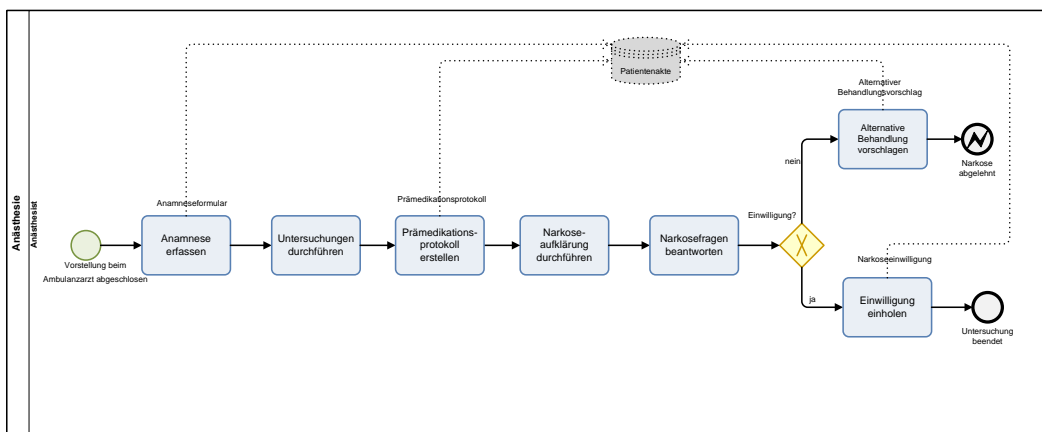 Anästhesie
Anästhesist
Patientenakte
Alternativer
Behandlungsvorschlag
Alternative
Behandlung
vorschlagen
Narkose
abgelehnt
nein
Anamneseformular
Prämedikationsprotokoll
Einwilligung?
Vorstellung beim
Ambulanzarzt abgeschlosen
Anamnese
erfassen
Untersuchungen
durchführen
Prämedikations-
protokoll
erstellen
Narkose-
aufklärung
durchführen
Narkosefragen
beantworten
Narkoseeinwilligung
ja
Einwilligung
einholen
Untersuchung
beendet